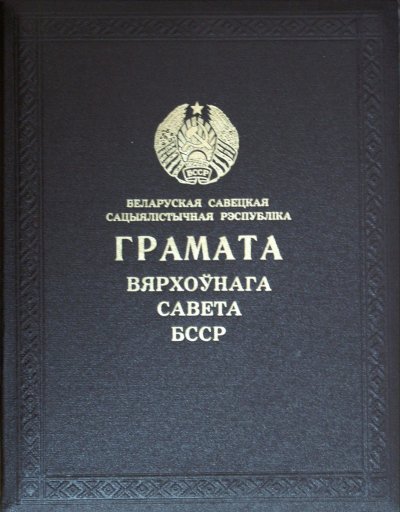 БССР
БЕЛАРУСКАЯ САВЕЦКАЯ
САЦЫЯЛІСТЫЧНАЯ РЭСПУБЛІКА
ГРАМАТА
ВЯРХОЎНАГА
САВЕТА
БССР